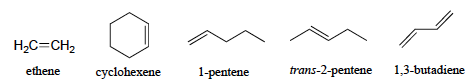 H₂C=CH₂
ethene cyclohexene 1-pentene trans-2-pentene 1,3-butadiene